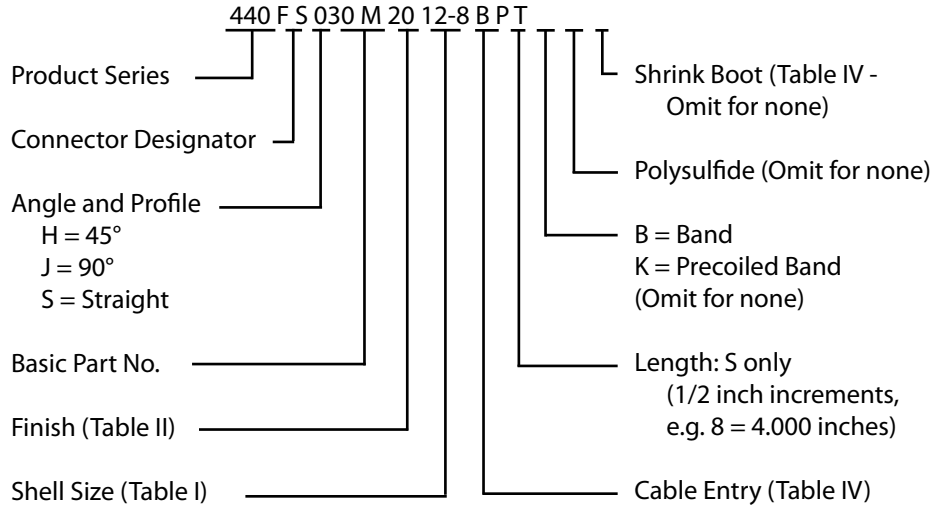 440 F S 030 M 20 12-8 B P T
Product Series
Connector Designator
Angle and Profile
H = 45°
J = 90°
S = Straight
Basic Part No.
Finish (Table II)
Shell Size (Table I)
Shrink Boot (Table IV -
Omit for none)
Polysulfide (Omit for none)
B = Band
K = Precoiled Band
(Omit for none)
Length: S only
(1/2 inch increments,
e.g. 8 = 4.000 inches)
Cable Entry (Table IV)